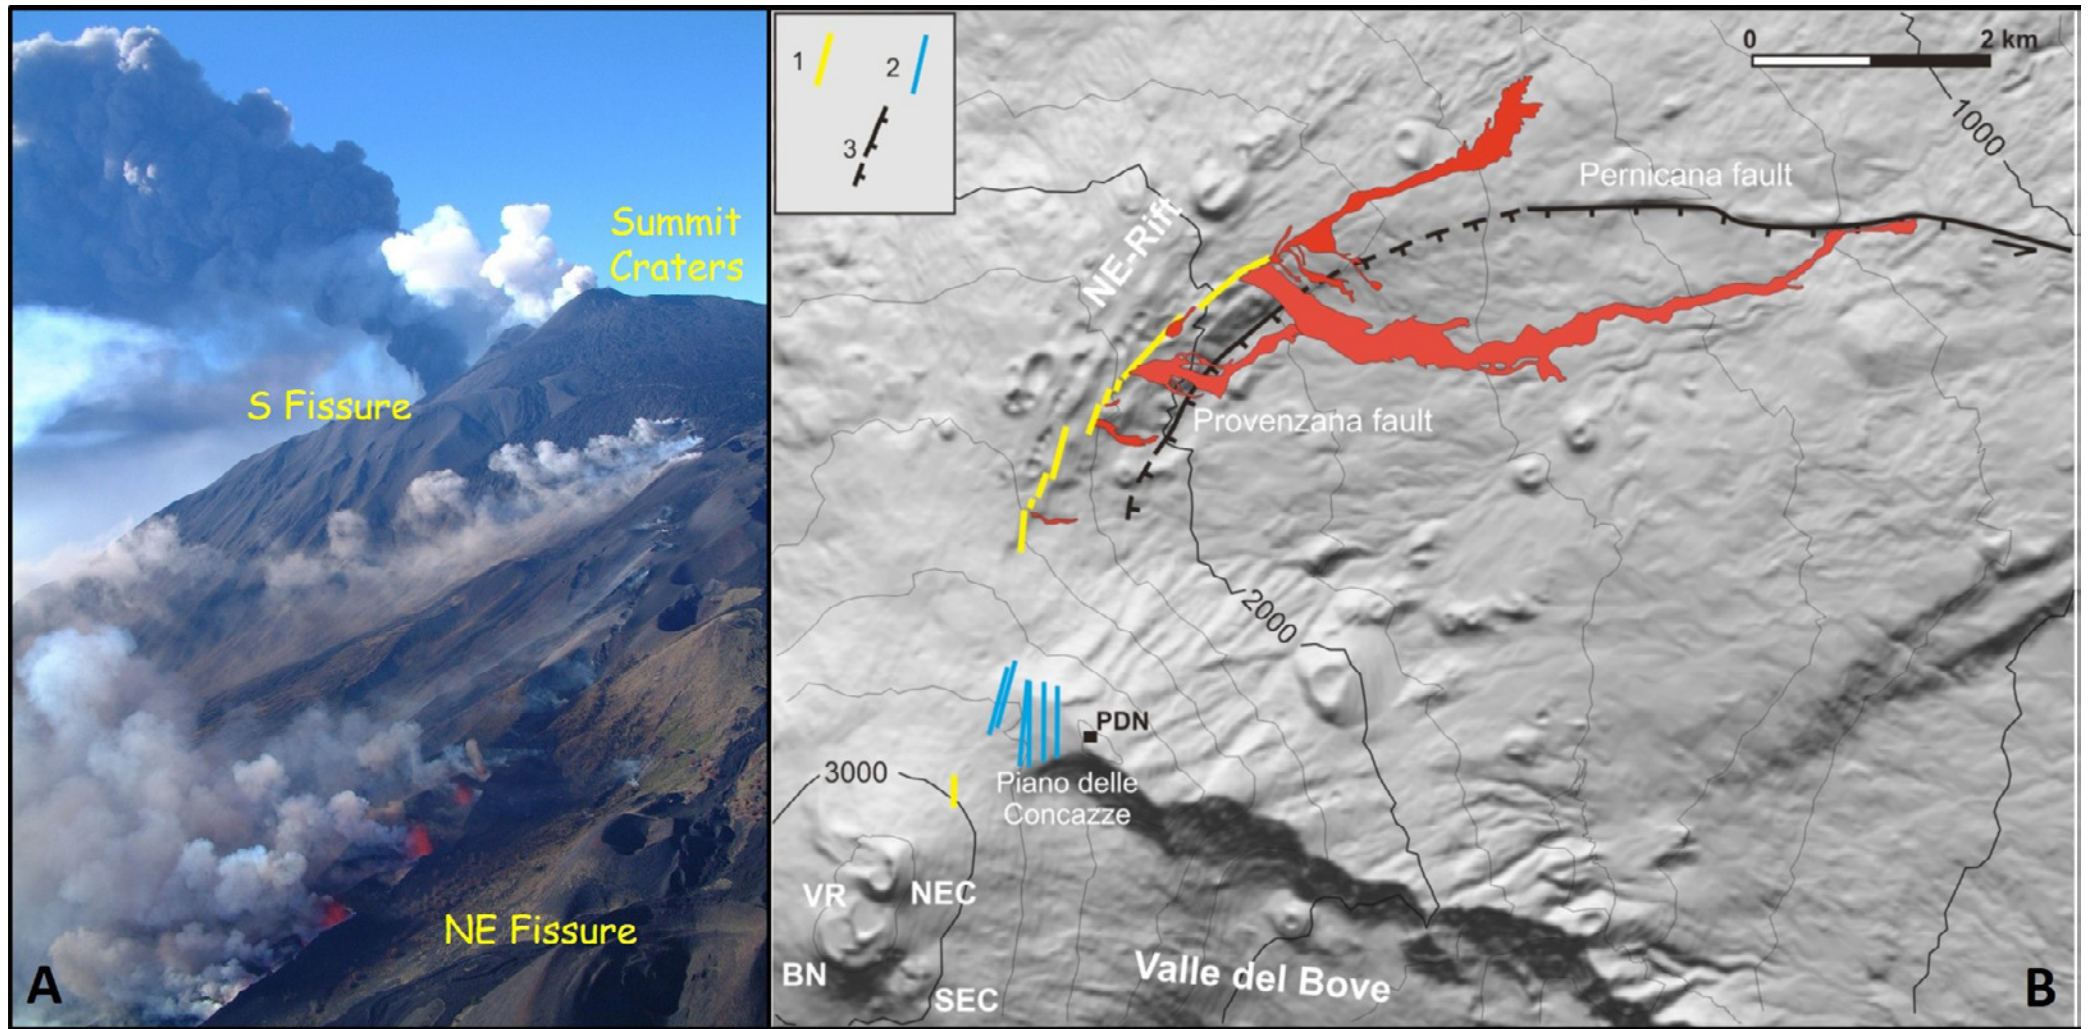 Summit
Craters
S Fissure
NE Fissure
A
1
2
3
0
2 km
1000
Pernicana fault
NE-Rift
Provenzana fault
2000
PDN
3000
Piano delle
Concazze
VR
NEC
BN
SEC
Valle del Bove
B